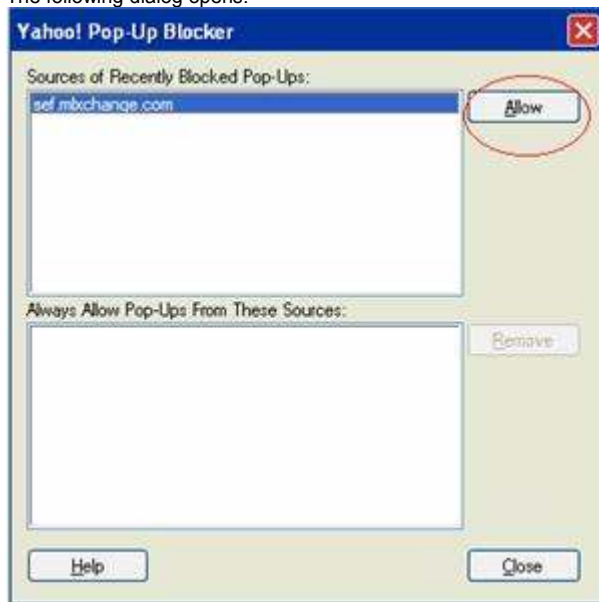 The following dialog opens:
Yahoo! Pop-Up Blocker
Sources of Recently Blocked Pop-Ups:
sef.mlxchange.com
Allow
Always Allow Pop-Ups From These Sources:
Remove
Help
Close